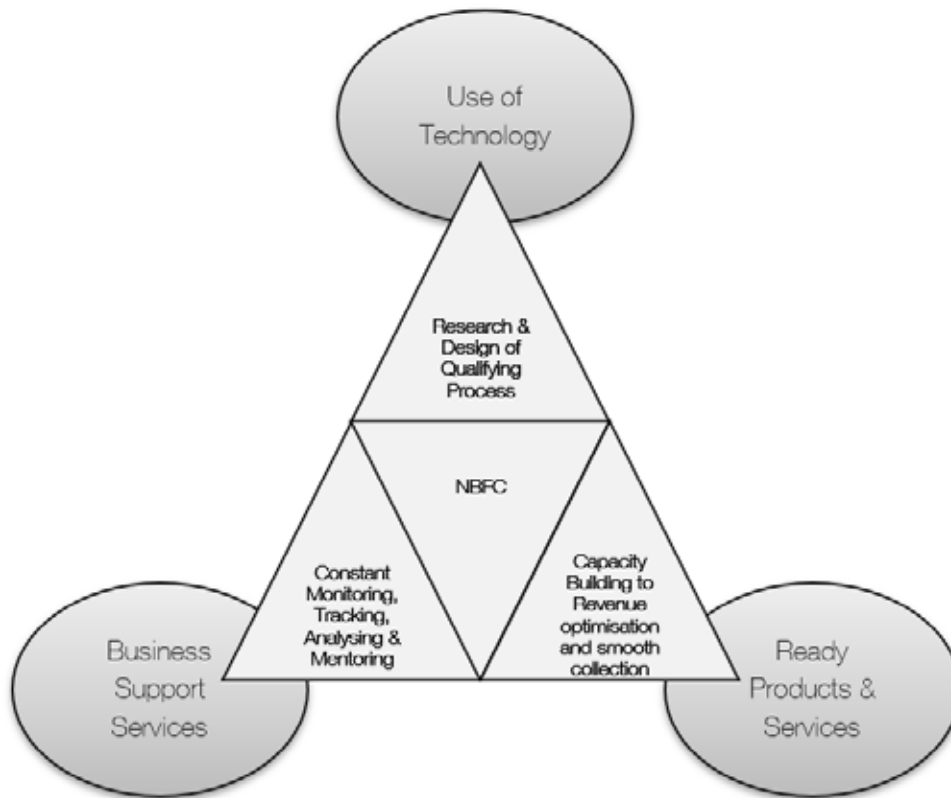 Use of
Technology
Research &
Design of
Qualifying
Process
NBFC
Constant
Monitoring,
Tracking,
Analysing &
Mentoring
Capacity
Building to
Revenue
optimisation
and smooth
collection
Business
Support
Services
Ready
Products &
Services